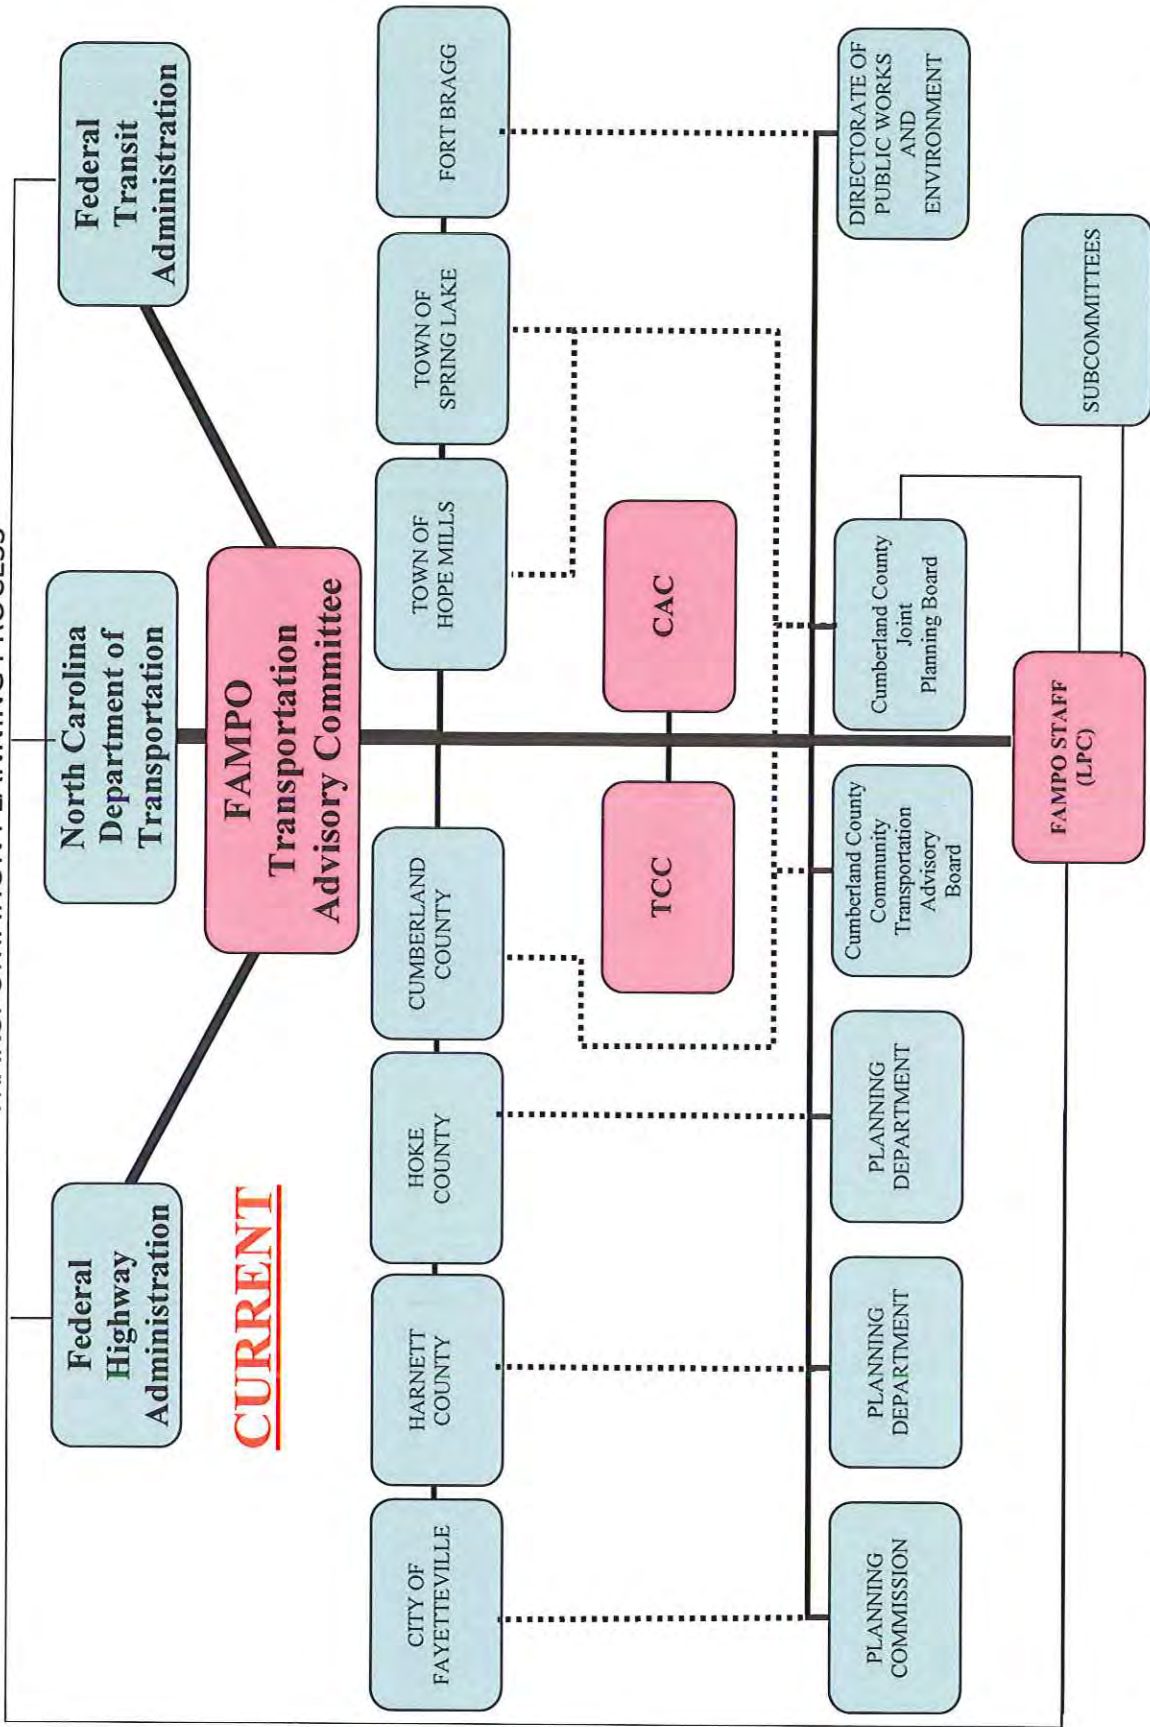 Federal
Highway
Administration
North Carolina
Department of
Transportation
Federal
Transit
Administration
CURRENT
FAMPO
Transportation
Advisory Committee
CITY OF
FAYETTEVILLE
HARNETT
COUNTY
HOKE
COUNTY
CUMBERLAND
COUNTY
TOWN OF
HOPE MILLS
TOWN OF
SPRING LAKE
FORT BRAGG
TCC
CAC
PLANNING
COMMISSION
PLANNING
DEPARTMENT
PLANNING
DEPARTMENT
Cumberland County
Community
Transportation
Advisory
Board
Cumberland County
Joint
Planning Board
DIRECTORATE OF
PUBLIC WORKS
AND
ENVIRONMENT
FAMPO STAFF
(LPC)
SUBCOMMITTEES